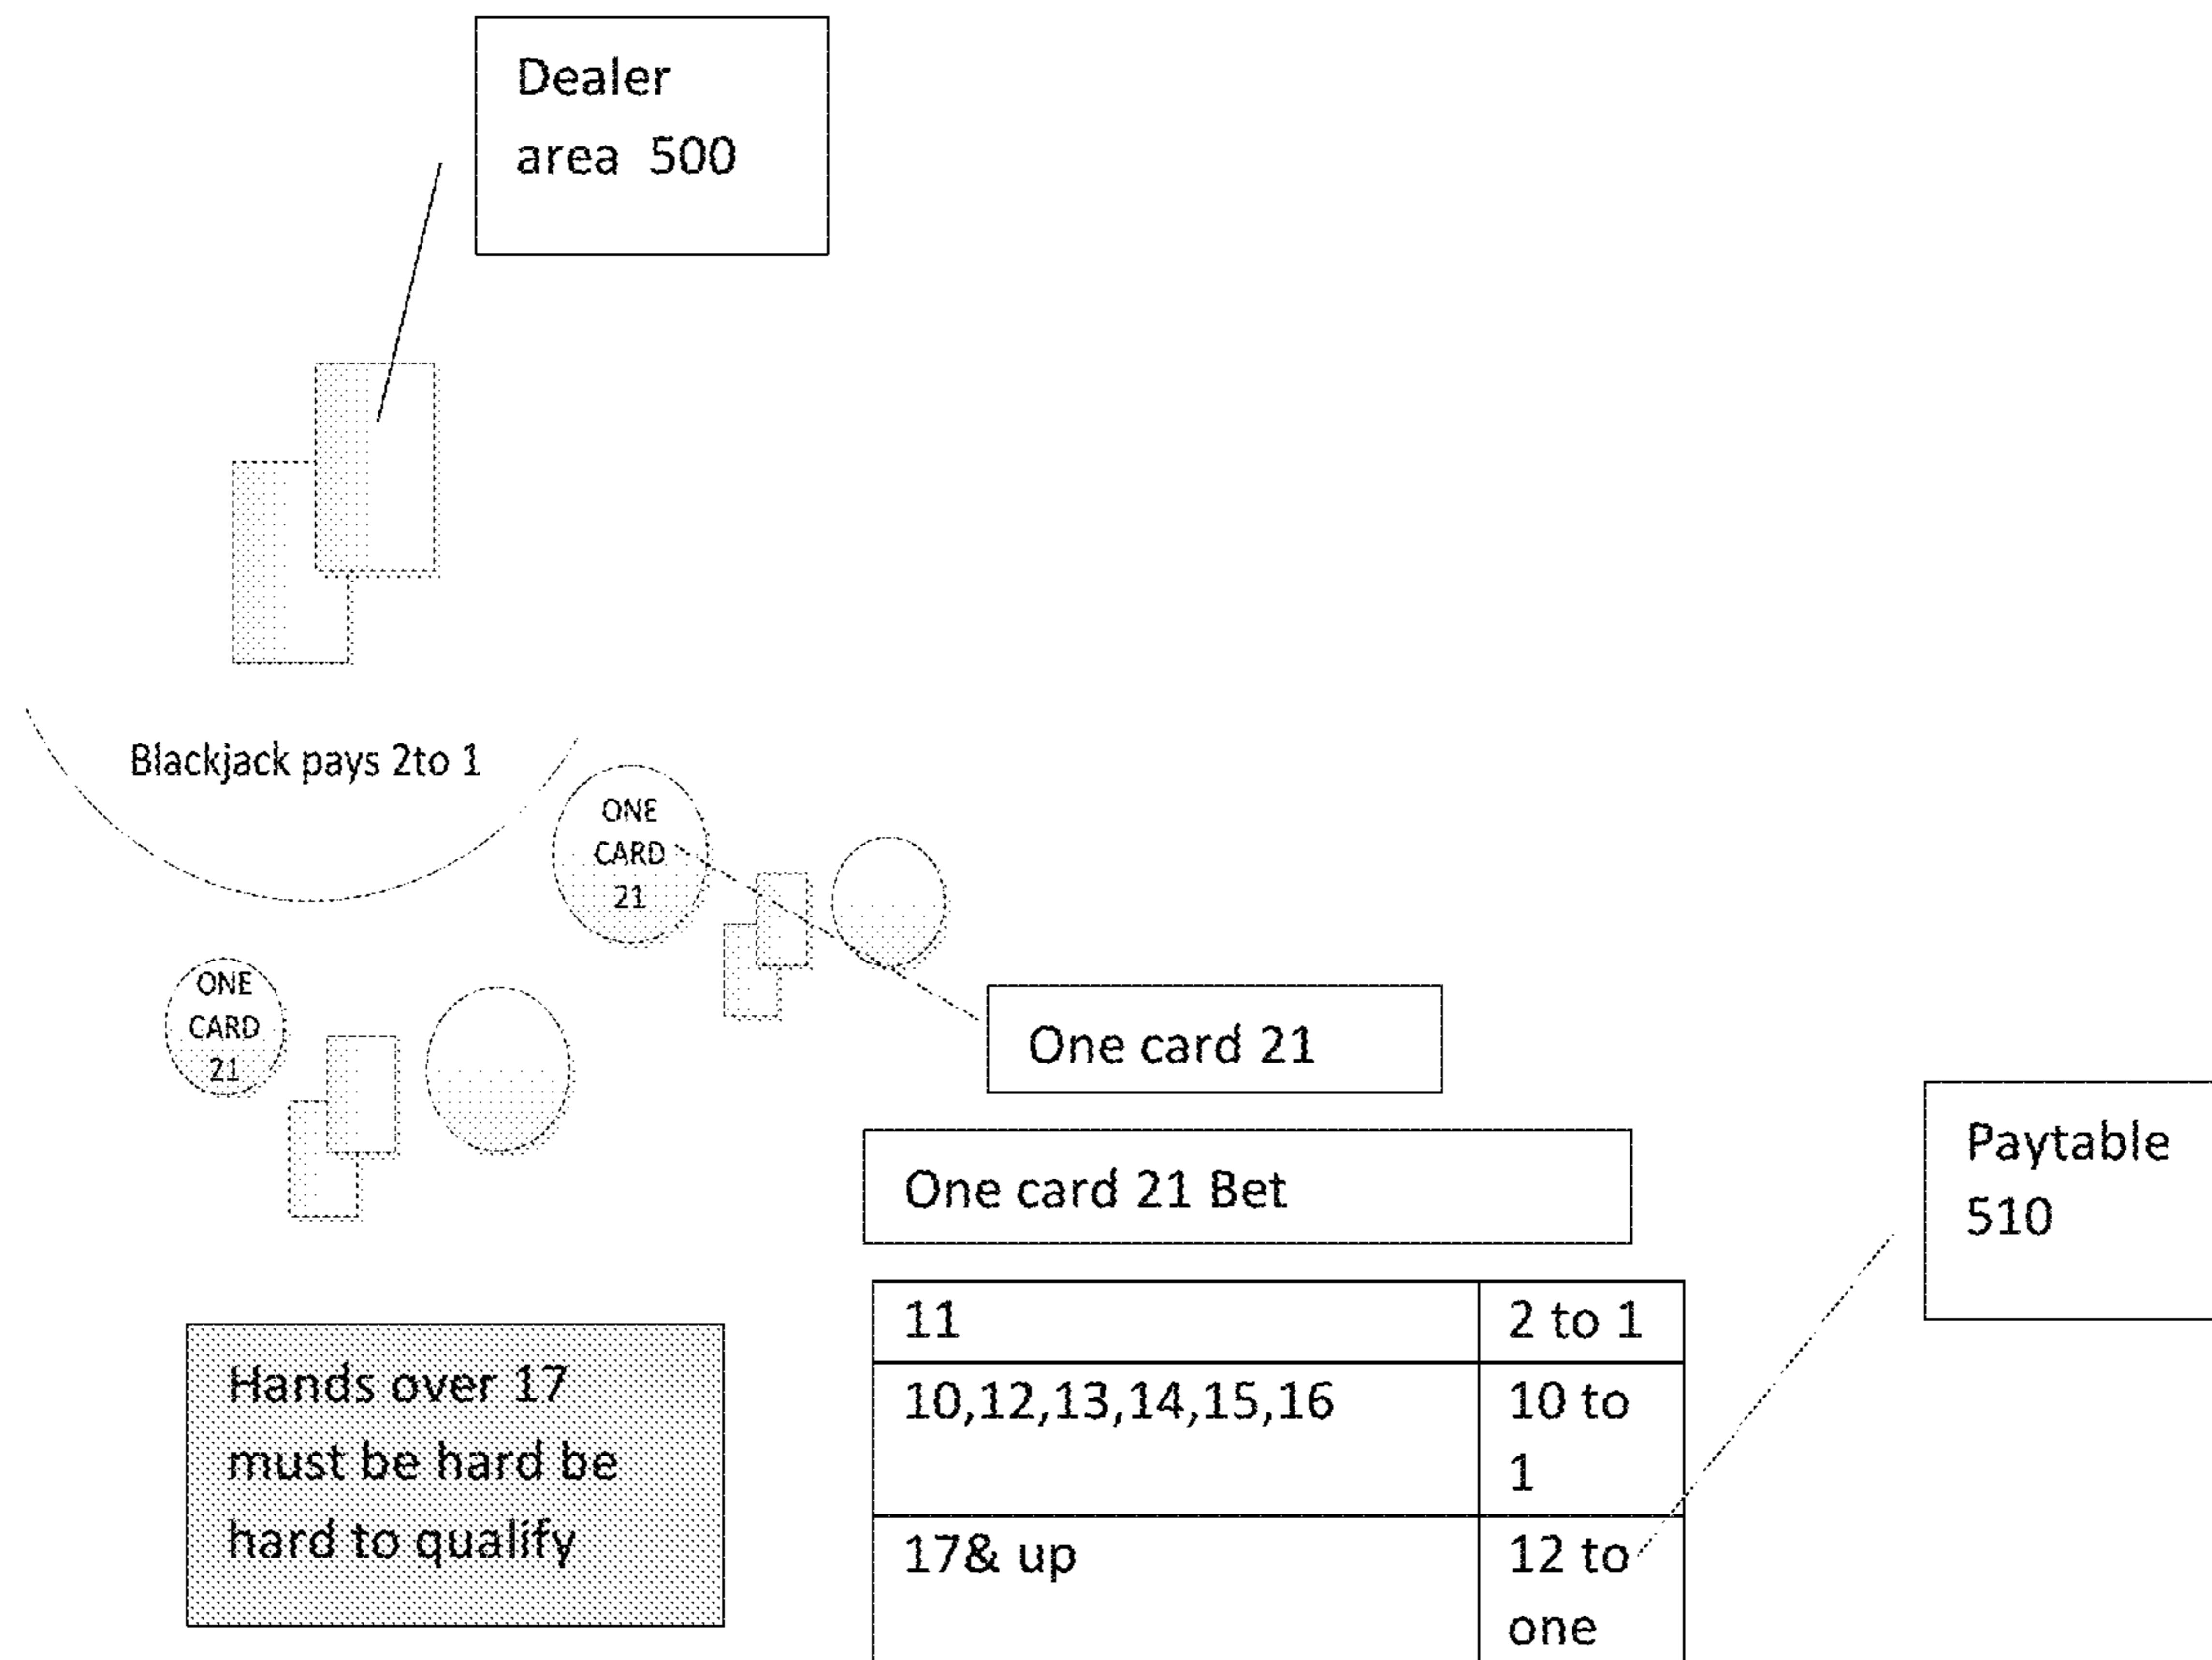 Dealer
area 500
Blackjack pays 2to 1
ONE
CARD
21
ONE
CARD
21
One card 21
One card 21 Bet
Paytable
510
11 2 to 1
10,12,13,14,15,16 10 to
1
17& up 12 to
one
Hands over 17
must be hard be
hard to qualify